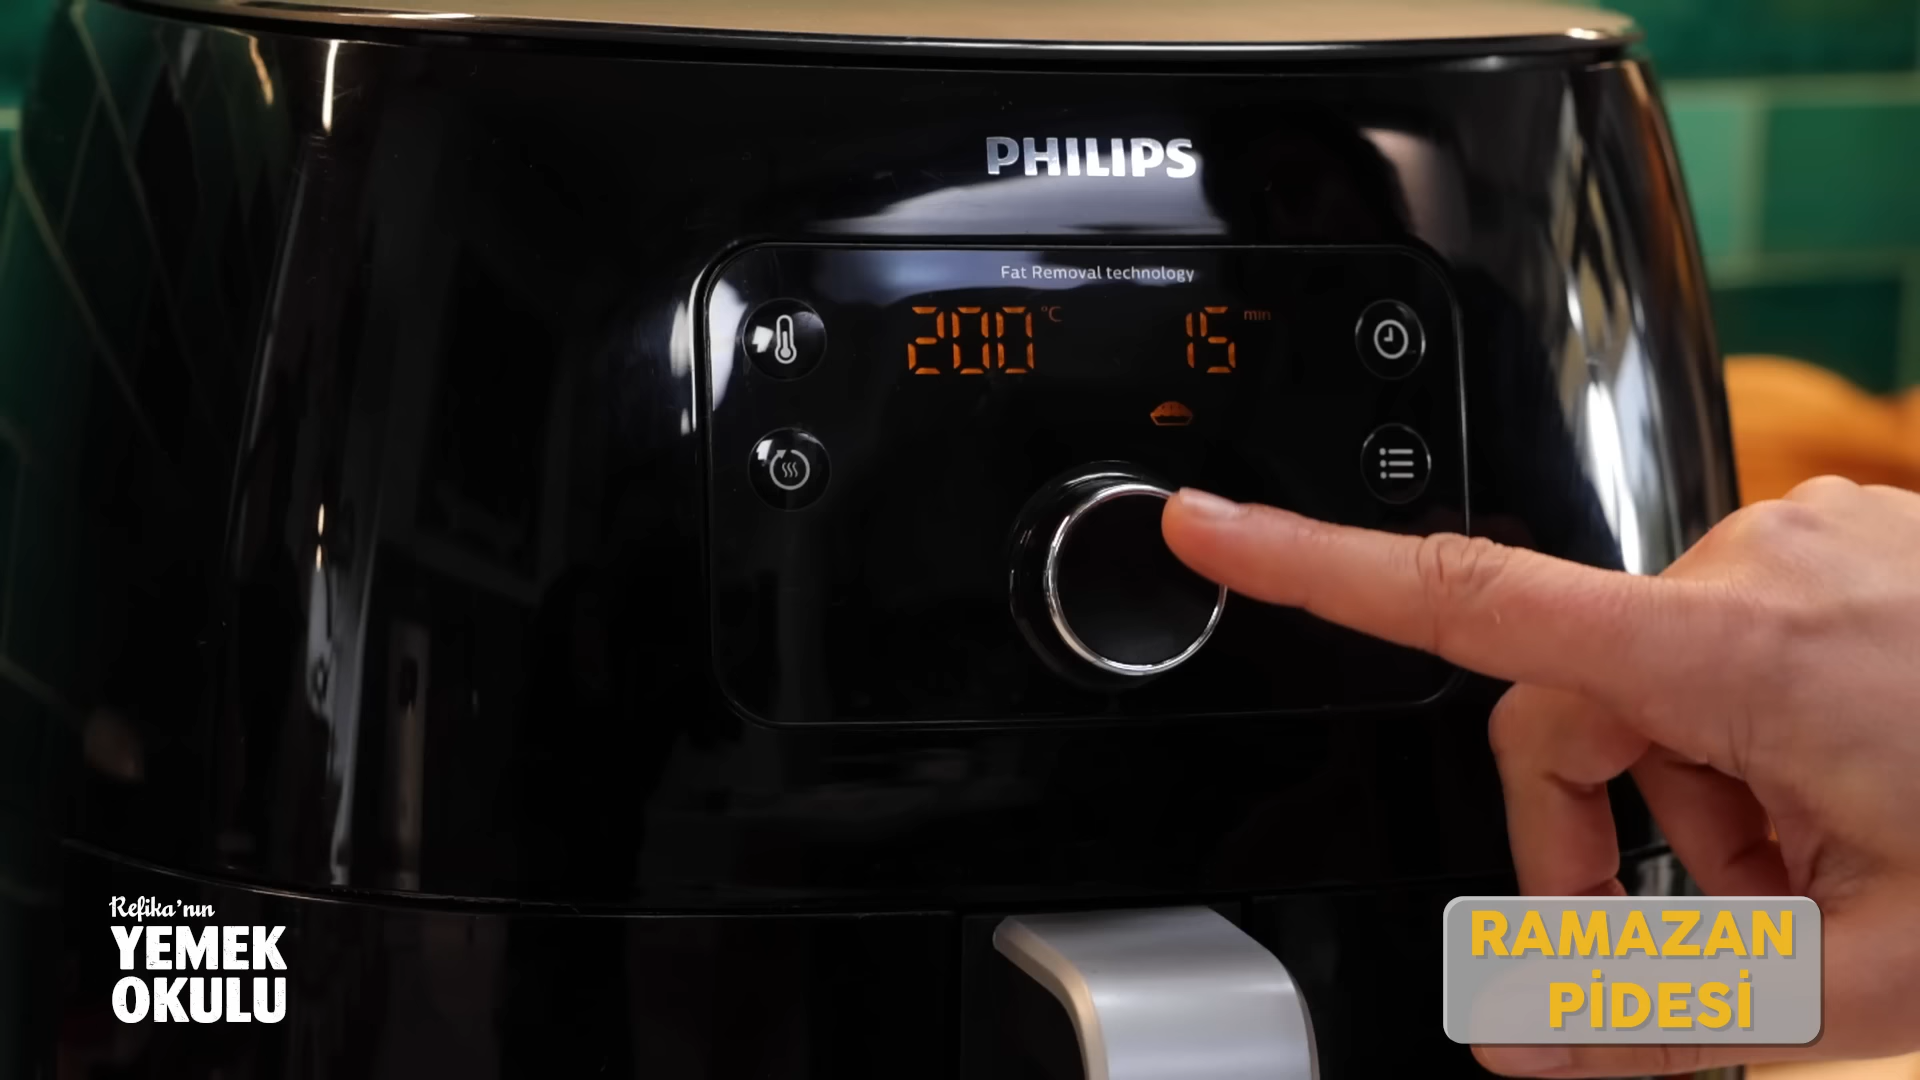 PHILIPS
Fat Removal technology
200 °C 15 min
Refika'nın
YEMEK
OKULU
RAMAZAN
PİDESİ